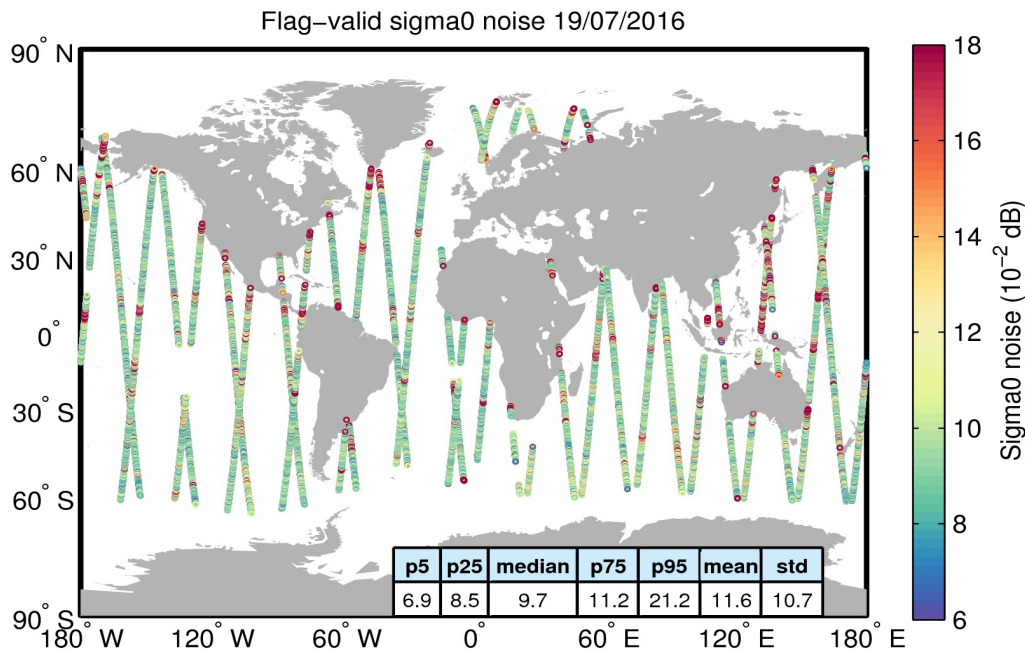 Flag−valid sigma0 noise 19/07/2016
90° N
60° N
30° N
0°
30° S
60° S
90° S
180° W
120° W
60° W
0°
60° E
120° E
180° E
18
16
14
12
10
8
6
Sigma0 noise (10⁻² dB)
p5 p25 median p75 p95 mean std
6.9 8.5 9.7 11.2 21.2 11.6 10.7